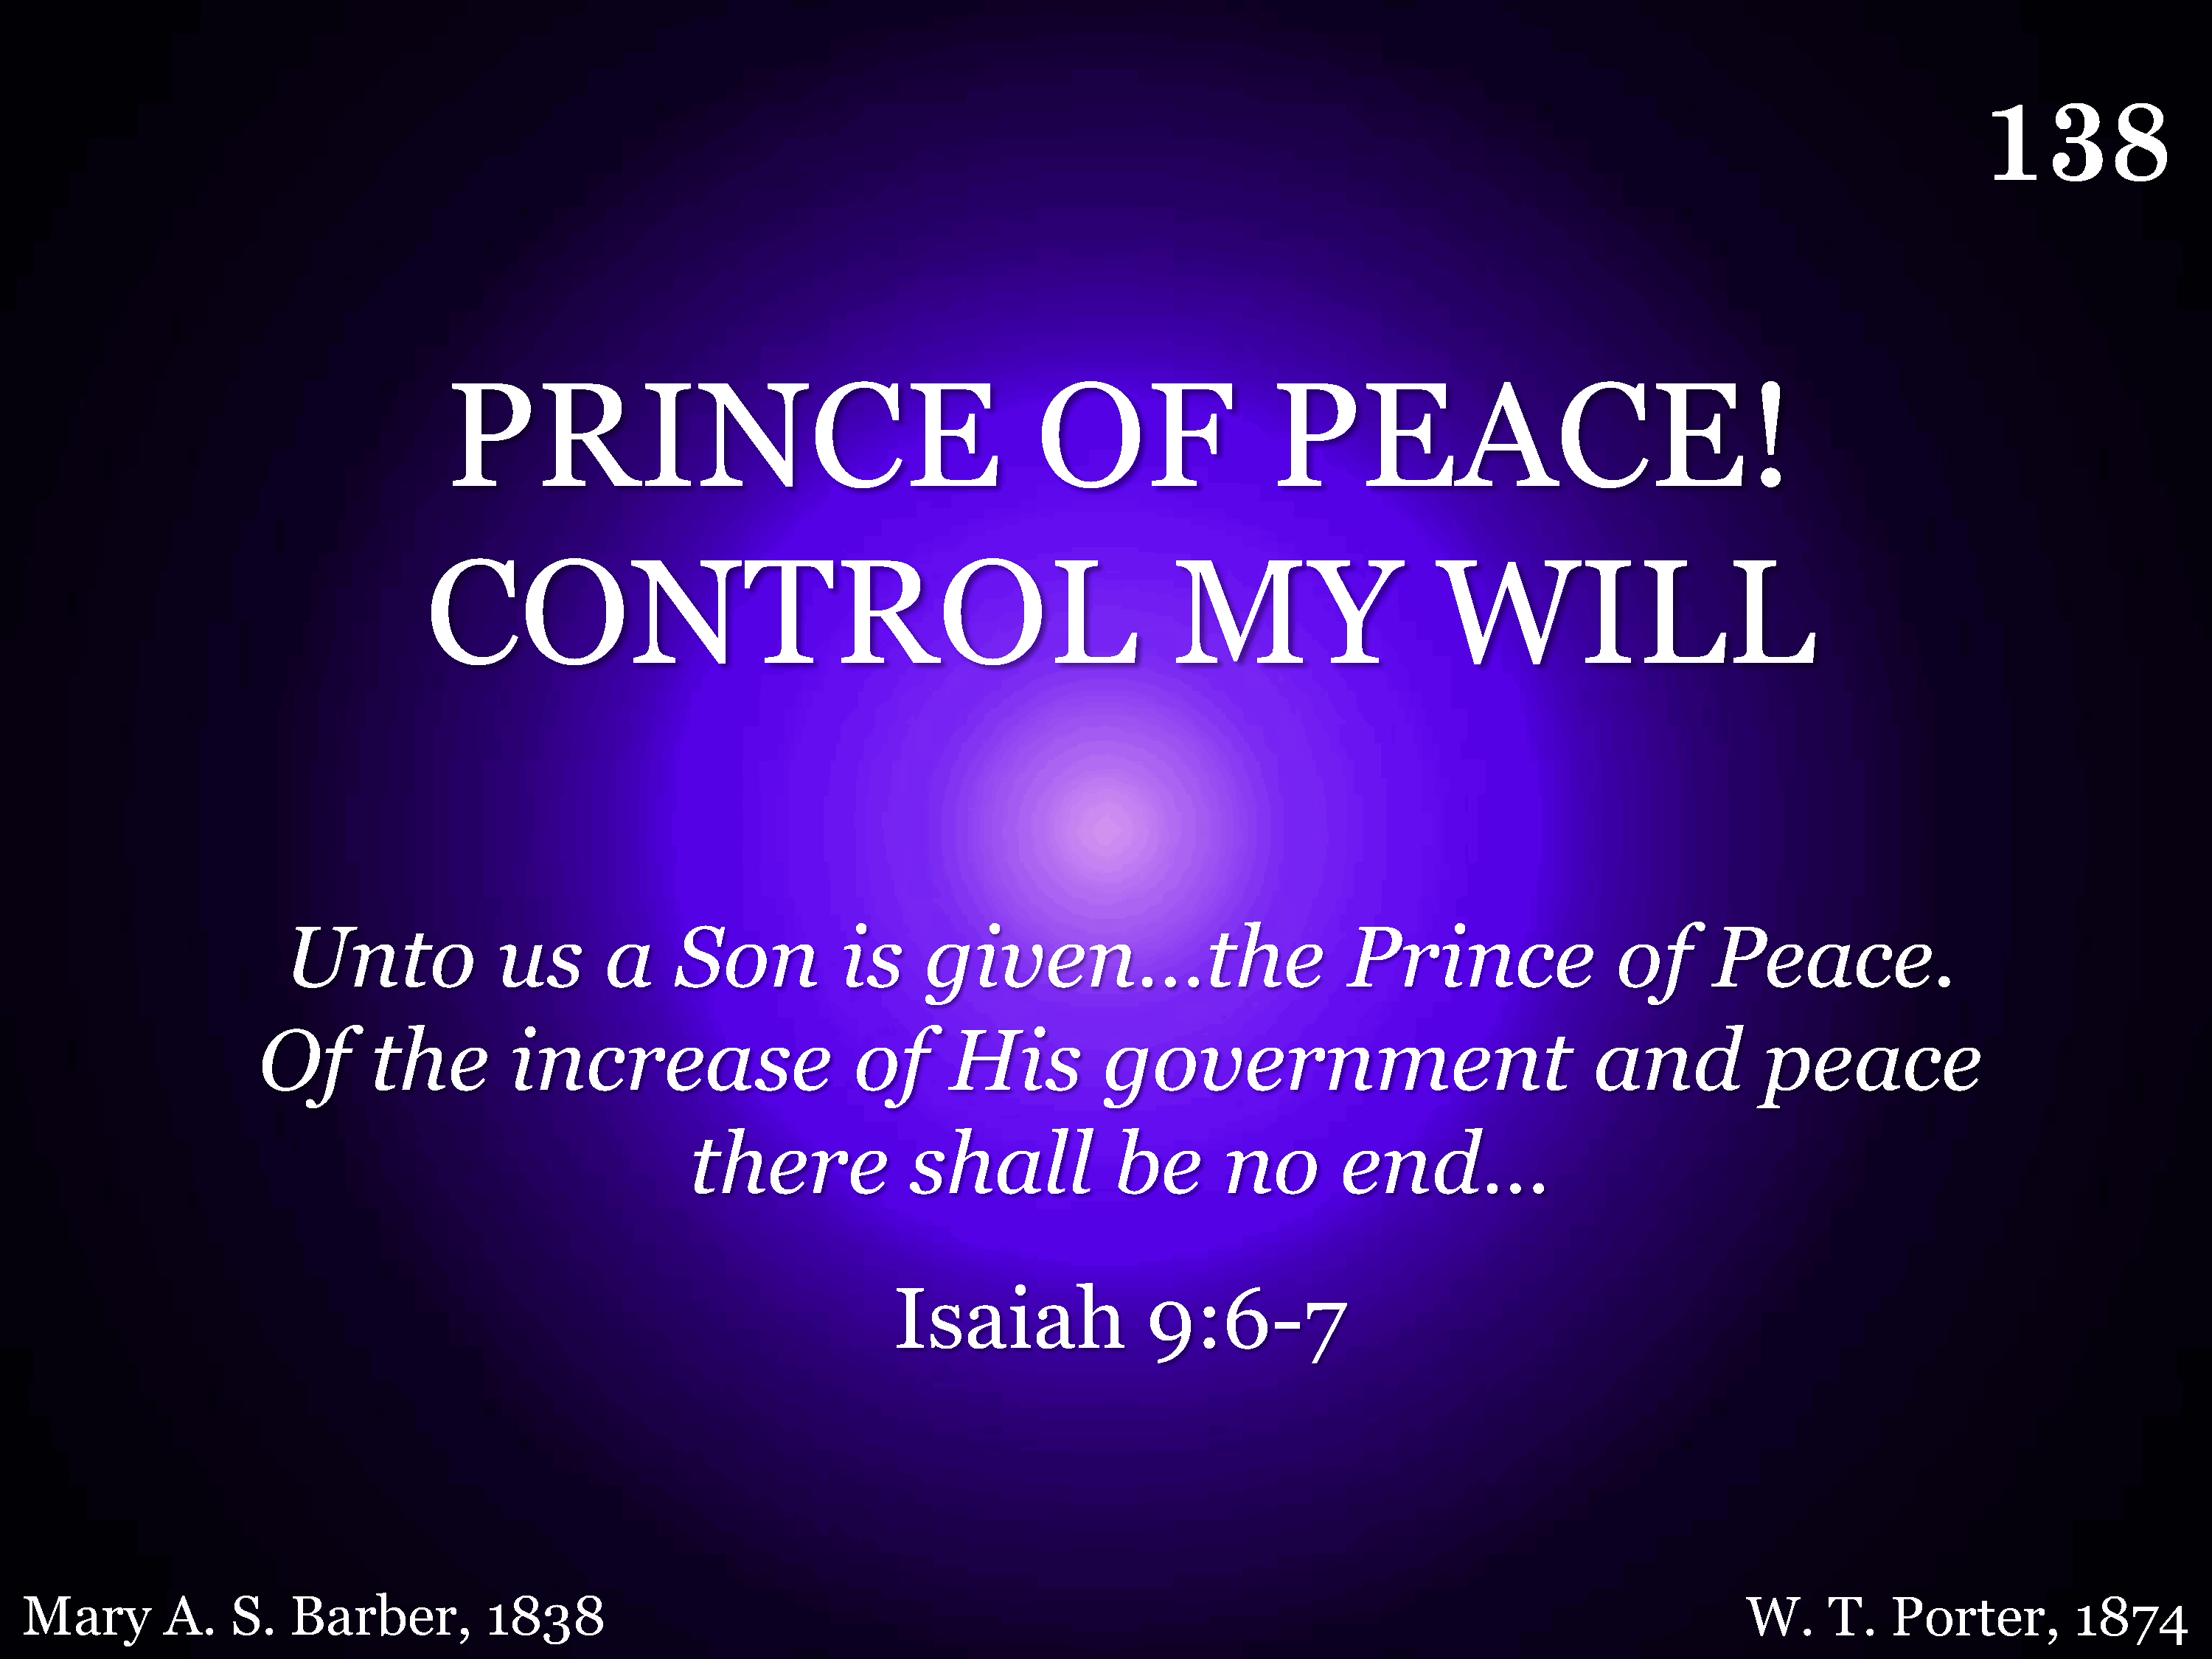 138
PRINCE OF PEACE!
CONTROL MY WILL
Unto us a Son is given...the Prince of Peace.
Of the increase of His government and peace
there shall be no end...
Isaiah 9:6-7
Mary A. S. Barber, 1838
W. T. Porter, 1874